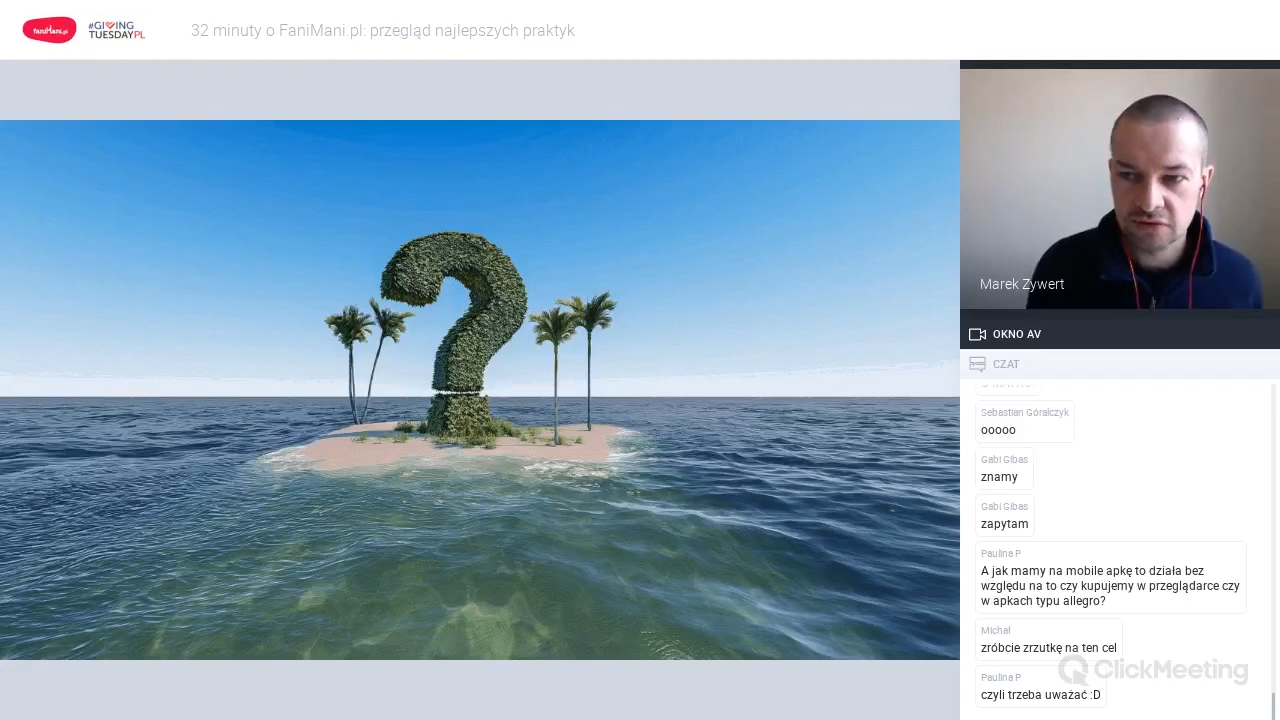 faniMani.pl
#GIVING
TUESDAYPL
32 minuty o FaniMani.pl: przegląd najlepszych praktyk
Marek Zywert
OKNO AV
CZAT
Sebastian Góralczyk
ooooo
Gabi Gibas
znamy
Gabi Gibas
zapytam
Paulina P
A jak mamy na mobile apkę to działa bez
względu na to czy kupujemy w przeglądarce czy
w apkach typu allegro?
Michał
zróbcie zrzutkę na ten cel
ClickMeeting
Paulina P
czyli trzeba uważać :D